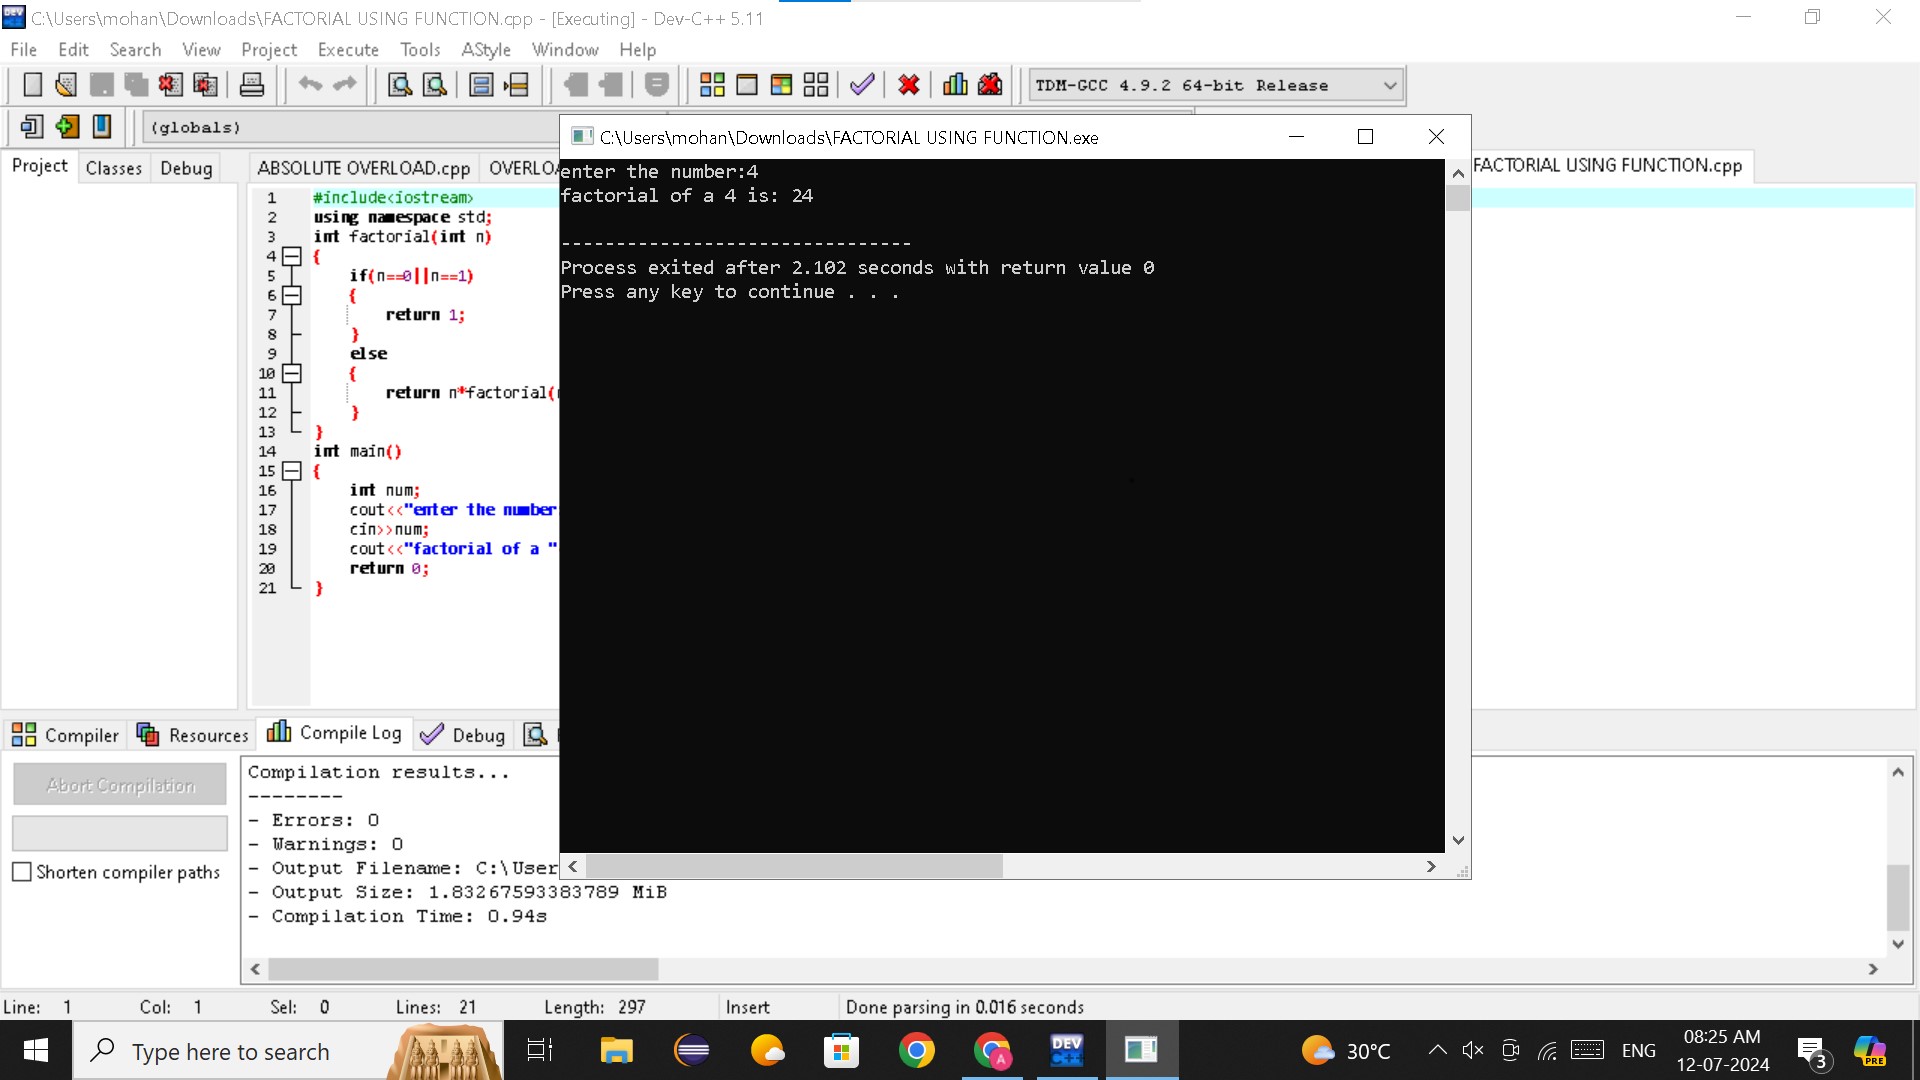 C:\Users\mohan\Downloads\FACTORIAL USING FUNCTION.cpp - [Executing] - Dev-C++ 5.11
File Edit Search View Project Execute Tools AStyle Window Help
TDM-GCC 4.9.2 64-bit Release
(globals)
Project Classes Debug
ABSOLUTE OVERLOAD.cpp OVERLOA FACTORIAL USING FUNCTION.cpp
1 #include<iostream>
2 using namespace std;
3 int factorial(int n)
4 {
5 if(n==0||n==1)
6 {
7 return 1;
8 }
9 else
10 {
11 return n*factorial(
12 }
13 }
14 int main()
15 {
16 int num;
17 cout<<"enter the number
18 cin>>num;
19 cout<<"factorial of a "
20 return 0;
21 }
C:\Users\mohan\Downloads\FACTORIAL USING FUNCTION.exe
enter the number:4
factorial of a 4 is: 24
--------------------------------
Process exited after 2.102 seconds with return value 0
Press any key to continue . . .
Compiler Resources Compile Log Debug
Abort Compilation
Shorten compiler paths
Compilation results...
--------
- Errors: 0
- Warnings: 0
- Output Filename: C:\User
- Output Size: 1.83267593383789 MiB
- Compilation Time: 0.94s
Line: 1 Col: 1 Sel: 0 Lines: 21 Length: 297 Insert Done parsing in 0.016 seconds
Type here to search
DEV C++
A
30°C
ENG
08:25 AM
12-07-2024
3
PRE